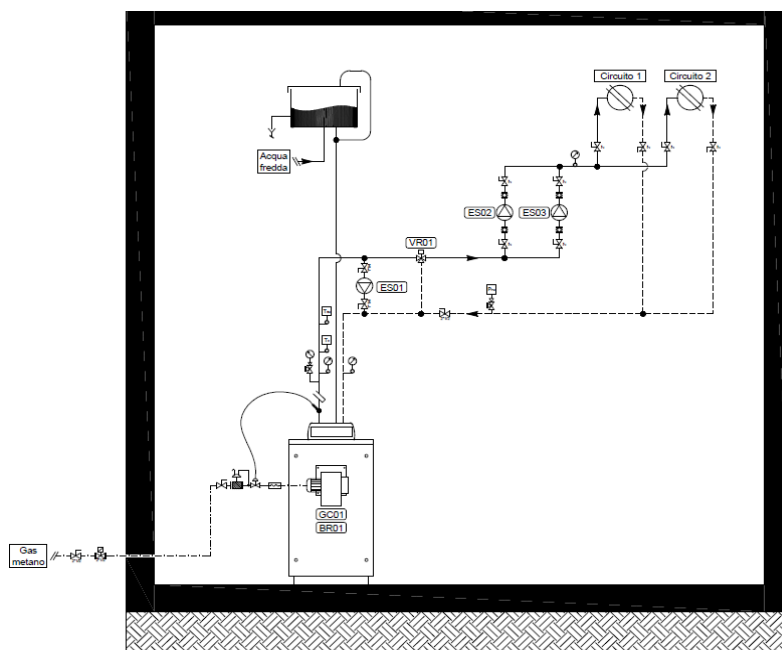 Circuito 1
Circuito 2
Acqua
fredda
ES02
ES03
VR01
ES01
GC01
BR01
Gas
metano